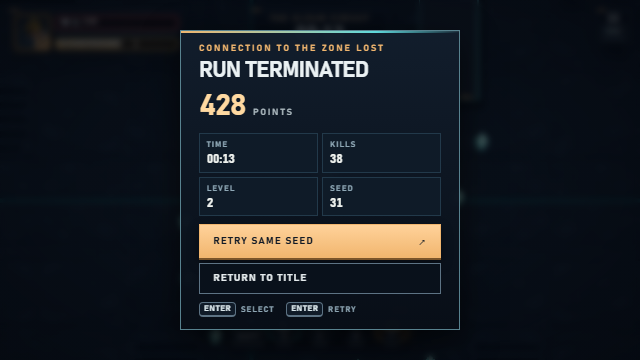 CONNECTION TO THE ZONE LOST
RUN TERMINATED
428 POINTS
TIME
00:13
KILLS
38
LEVEL
2
SEED
31
RETRY SAME SEED ↗
RETURN TO TITLE
ENTER SELECT ENTER RETRY